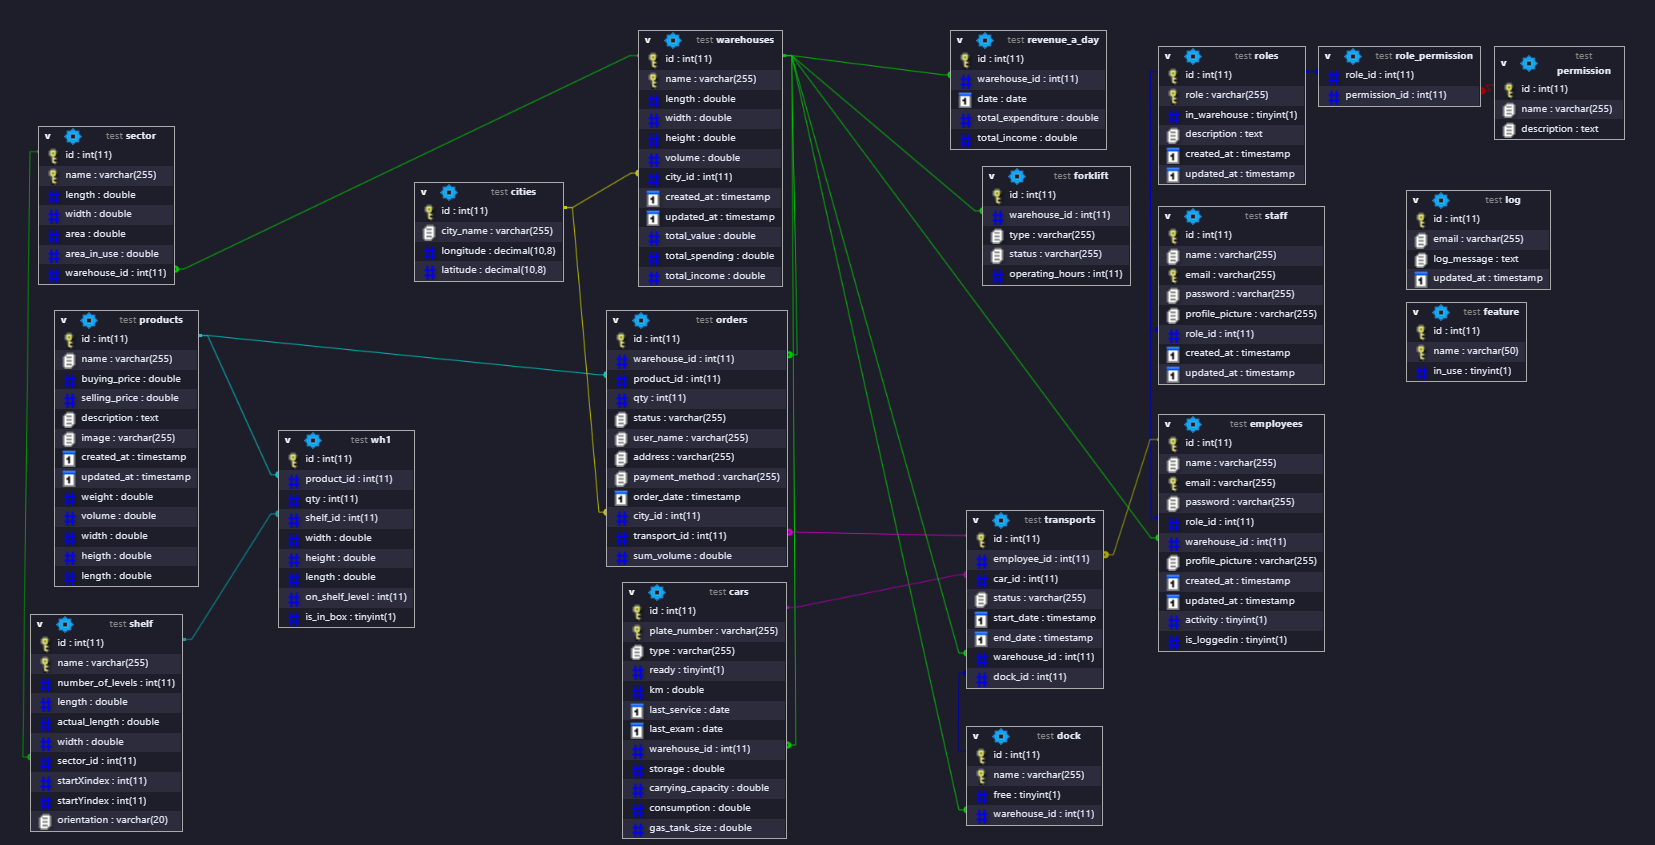 v test warehouses
id : int(11)
name : varchar(255)
length : double
width : double
height : double
volume : double
city_id : int(11)
created_at : timestamp
updated_at : timestamp
total_value : double
total_spending : double
total_income : double
v test revenue_a_day
id : int(11)
warehouse_id : int(11)
date : date
total_expenditure : double
total_income : double
v test roles
id : int(11)
role : varchar(255)
in_warehouse : tinyint(1)
description : text
created_at : timestamp
updated_at : timestamp
v test role_permission
role_id : int(11)
permission_id : int(11)
v test
permission
id : int(11)
name : varchar(255)
description : text
v test sector
id : int(11)
name : varchar(255)
length : double
width : double
area : double
area_in_use : double
warehouse_id : int(11)
v test cities
id : int(11)
city_name : varchar(255)
longitude : decimal(10,8)
latitude : decimal(10,8)
v test forklift
id : int(11)
warehouse_id : int(11)
type : varchar(255)
status : varchar(255)
operating_hours : int(11)
v test staff
id : int(11)
name : varchar(255)
email : varchar(255)
password : varchar(255)
profile_picture : varchar(255)
role_id : int(11)
created_at : timestamp
updated_at : timestamp
v test log
id : int(11)
email : varchar(255)
log_message : text
updated_at : timestamp
v test feature
id : int(11)
name : varchar(50)
in_use : tinyint(1)
v test products
id : int(11)
name : varchar(255)
buying_price : double
selling_price : double
description : text
image : varchar(255)
created_at : timestamp
updated_at : timestamp
weight : double
volume : double
width : double
heigth : double
length : double
v test orders
id : int(11)
warehouse_id : int(11)
product_id : int(11)
qty : int(11)
status : varchar(255)
user_name : varchar(255)
address : varchar(255)
payment_method : varchar(255)
order_date : timestamp
city_id : int(11)
transport_id : int(11)
sum_volume : double
v test wh1
id : int(11)
product_id : int(11)
qty : int(11)
shelf_id : int(11)
width : double
height : double
length : double
on_shelf_level : int(11)
is_in_box : tinyint(1)
v test employees
id : int(11)
name : varchar(255)
email : varchar(255)
password : varchar(255)
role_id : int(11)
warehouse_id : int(11)
profile_picture : varchar(255)
created_at : timestamp
updated_at : timestamp
activity : tinyint(1)
is_loggedin : tinyint(1)
v test transports
id : int(11)
employee_id : int(11)
car_id : int(11)
status : varchar(255)
start_date : timestamp
end_date : timestamp
warehouse_id : int(11)
dock_id : int(11)
v test shelf
id : int(11)
name : varchar(255)
number_of_levels : int(11)
length : double
actual_length : double
width : double
sector_id : int(11)
startXindex : int(11)
startYindex : int(11)
orientation : varchar(20)
v test cars
id : int(11)
plate_number : varchar(255)
type : varchar(255)
ready : tinyint(1)
km : double
last_service : date
last_exam : date
warehouse_id : int(11)
storage : double
carrying_capacity : double
consumption : double
gas_tank_size : double
v test dock
id : int(11)
name : varchar(255)
free : tinyint(1)
warehouse_id : int(11)